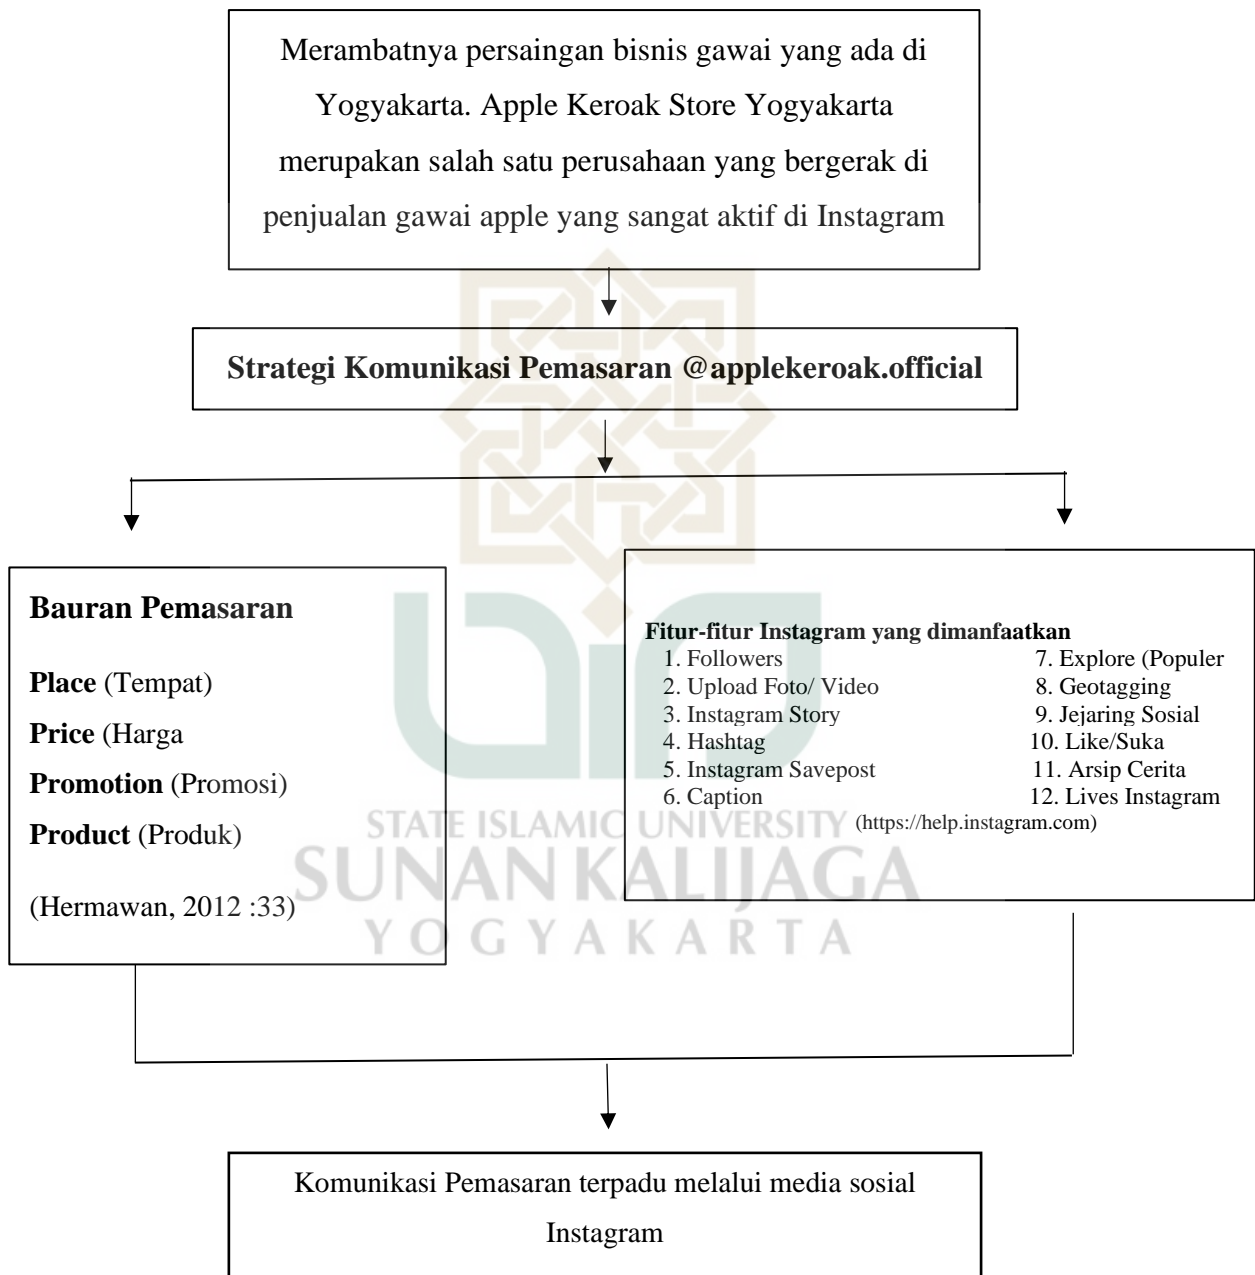 Merambatnya persaingan bisnis gawai yang ada di
Yogyakarta. Apple Keroak Store Yogyakarta
merupakan salah satu perusahaan yang bergerak di
penjualan gawai apple yang sangat aktif di Instagram
Strategi Komunikasi Pemasaran @applekeroak.official
Bauran Pemasaran
Place (Tempat)
Price (Harga
Promotion (Promosi)
Product (Produk)
(Hermawan, 2012 :33)
Fitur-fitur Instagram yang dimanfaatkan
1. Followers
2. Upload Foto/ Video
3. Instagram Story
4. Hashtag
5. Instagram Savepost
6. Caption
7. Explore (Populer
8. Geotagging
9. Jejaring Sosial
10. Like/Suka
11. Arsip Cerita
12. Lives Instagram
(https://help.instagram.com)
STATE ISLAMIC UNIVERSITY
SUNAN KALIJAGA
YOGYAKARTA
Komunikasi Pemasaran terpadu melalui media sosial
Instagram